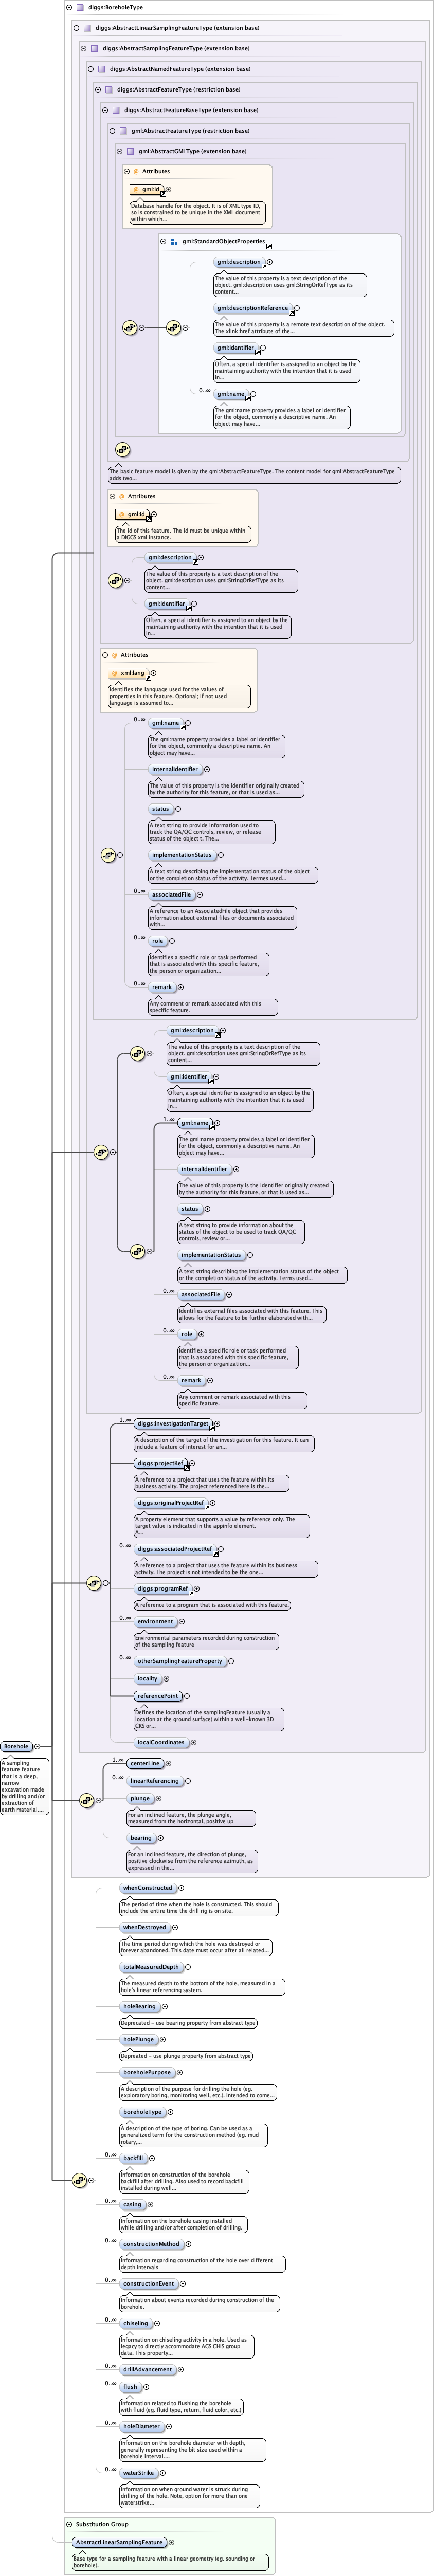 diggs:BoreholeType
diggs:AbstractLinearSamplingFeatureType (extension base)
diggs:AbstractSamplingFeatureType (extension base)
diggs:AbstractNamedFeatureType (extension base)
diggs:AbstractFeatureType (restriction base)
diggs:AbstractFeatureBaseType (extension base)
gml:AbstractFeatureType (restriction base)
gml:AbstractGMLType (extension base)
Attributes
gml:id
Database handle for the object. It is of XML type ID,
so is constrained to be unique in the XML document
within which...
gml:StandardObjectProperties
gml:description
The value of this property is a text description of the
object. gml:description uses gml:StringOrRefType as its
content...
gml:descriptionReference
The value of this property is a remote text description of the object.
The xlink:href attribute of the...
gml:identifier
Often, a special identifier is assigned to an object by the
maintaining authority with the intention that it is used
in...
0..∞
gml:name
The gml:name property provides a label or identifier
for the object, commonly a descriptive name. An
object may have...
The basic feature model is given by the gml:AbstractFeatureType. The content model for gml:AbstractFeatureType
adds two...
Attributes
gml:id
The id of this feature. The id must be unique within
a DIGGS xml instance.
gml:description
The value of this property is a text description of the
object. gml:description uses gml:StringOrRefType as its
content...
gml:identifier
Often, a special identifier is assigned to an object by the
maintaining authority with the intention that it is used
in...
Attributes
xml:lang
Identifies the language used for the values of
properties in this feature. Optional; if not used
language is assumed to...
0..∞
gml:name
The gml:name property provides a label or identifier
for the object, commonly a descriptive name. An
object may have...
internalIdentifier
The value of this property is the identifier originally created
by the authority for this feature, or that is used as...
status
A text string to provide information used to
track the QA/QC controls, review, or release
status of the object t. The...
implementationStatus
A text string describing the implementation status of the object
or the completion status of the activity. Termes used...
0..∞
associatedFile
A reference to an AssociatedFile object that provides
information about external files or documents associated
with...
0..∞
role
Identifies a specific role or task performed
that is associated with this specific feature,
the person or organization...
0..∞
remark
Any comment or remark associated with this
specific feature.
gml:description
The value of this property is a text description of the
object. gml:description uses gml:StringOrRefType as its
content...
gml:identifier
Often, a special identifier is assigned to an object by the
maintaining authority with the intention that it is used
in...
1..∞
gml:name
The gml:name property provides a label or identifier
for the object, commonly a descriptive name. An
object may have...
internalIdentifier
The value of this property is the identifier originally created
by the authority for this feature, or that is used as...
status
A text string to provide information about the
status of the object to be used to track QA/QC
controls, review or...
implementationStatus
A text string describing the implementation status of the object
or the completion status of the activity. Terms used...
0..∞
associatedFile
Identifies external files associated with this feature. This
allows for the feature to be further elaborated with...
0..∞
role
Identifies a specific role or task performed
that is associated with this specific feature,
the person or organization...
0..∞
remark
Any comment or remark associated with this
specific feature.
1..∞
diggs:investigationTarget
A description of the target of the investigation for this feature. It can
include a feature of interest for an...
diggs:projectRef
A reference to a project that uses the feature within its
business activity. The project referenced here is the...
diggs:originalProjectRef
A property element that supports a value by reference only. The
target value is indicated in the appinfo element.
A...
0..∞
diggs:associatedProjectRef
A reference to a project that uses the feature within its business
activity. The project is not intended to be the one...
0..∞
diggs:programRef
A reference to a program that is associated with this feature.
0..∞
environment
Environmental parameters recorded during construction
of the sampling feature
0..∞
otherSamplingFeatureProperty
locality
referencePoint
Defines the location of the samplingFeature (usually a
location at the ground surface) within a well-known 3D
CRS or...
localCoordinates
Borehole
A sampling
feature feature
that is a deep,
narrow
excavation made
by drilling and/or
extraction of
earth material....
1..∞
centerLine
0..∞
linearReferencing
plunge
For an inclined feature, the plunge angle,
measured from the horizontal, positive up
bearing
For an inclined feature, the direction of plunge,
positive clockwise from the reference azimuth, as
expressed in the...
whenConstructed
The period of time when the hole is constructed. This should
include the entire time the drill rig is on site.
whenDestroyed
The time period during which the hole was destroyed or
forever abandoned. This date must occur after all related...
totalMeasuredDepth
The measured depth to the bottom of the hole, measured in a
hole's linear referencing system.
holeBearing
Deprecated - use bearing property from abstract type
holePlunge
Depreated - use plunge property from abstract type
boreholePurpose
A description of the purpose for drilling the hole (eg.
exploratory boring, monitoring well, etc.). Intended to come...
boreholeType
A description of the type of boring. Can be used as a
generalized term for the construction method (eg. mud
rotary,...
0..∞
backfill
Information on construction of the borehole
backfill after drilling. Also used to record backfill
installed during well...
0..∞
casing
Information on the borehole casing installed
while drilling and/or after completion of drilling.
0..∞
constructionMethod
Information regarding construction of the hole over different
depth intervals
0..∞
constructionEvent
Information about events recorded during construction of the
borehole.
0..∞
chiseling
Information on chiseling activity in a hole. Used as
legacy to directly accommodate AGS CHIS group
data. This property...
0..∞
drillAdvancement
0..∞
flush
Information related to flushing the borehole
with fluid (eg. fluid type, return, fluid color, etc.)
0..∞
holeDiameter
Information on the borehole diameter with depth,
generally representing the bit size used within a
borehole interval....
0..∞
waterStrike
Information on when ground water is struck during
drilling of the hole. Note, option for more than one
waterstrike...
Substitution Group
AbstractLinearSamplingFeature
Base type for a sampling feature with a linear geometry (eg. sounding or
borehole).